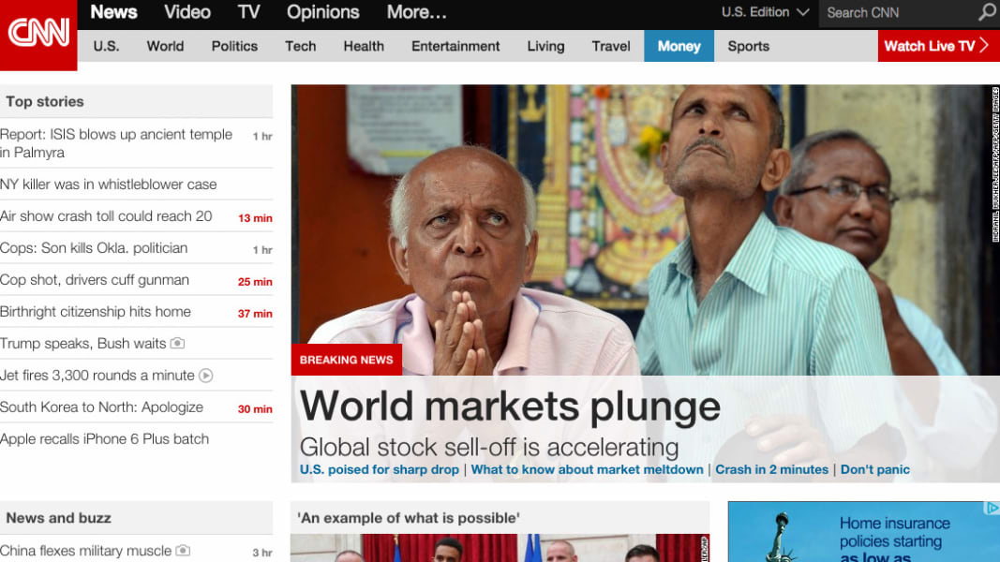 CNN
News Video TV Opinions More...
U.S. Edition
Search CNN
U.S. World Politics Tech Health Entertainment Living Travel Money Sports
Watch Live TV
Top stories
Report: ISIS blows up ancient temple 1 hr
in Palmyra
NY killer was in whistleblower case
Air show crash toll could reach 20 13 min
Cops: Son kills Okla. politician 1 hr
Cop shot, drivers cuff gunman 25 min
Birthright citizenship hits home 37 min
Trump speaks, Bush waits
Jet fires 3,300 rounds a minute
South Korea to North: Apologize 30 min
Apple recalls iPhone 6 Plus batch
INDRANIL MUKHERJEE/AFP/AFP/GETTY IMAGES
BREAKING NEWS
World markets plunge
Global stock sell-off is accelerating
U.S. poised for sharp drop | What to know about market meltdown | Crash in 2 minutes | Don't panic
News and buzz
China flexes military muscle 3 hr
'An example of what is possible'
Home insurance
policies starting
as low as